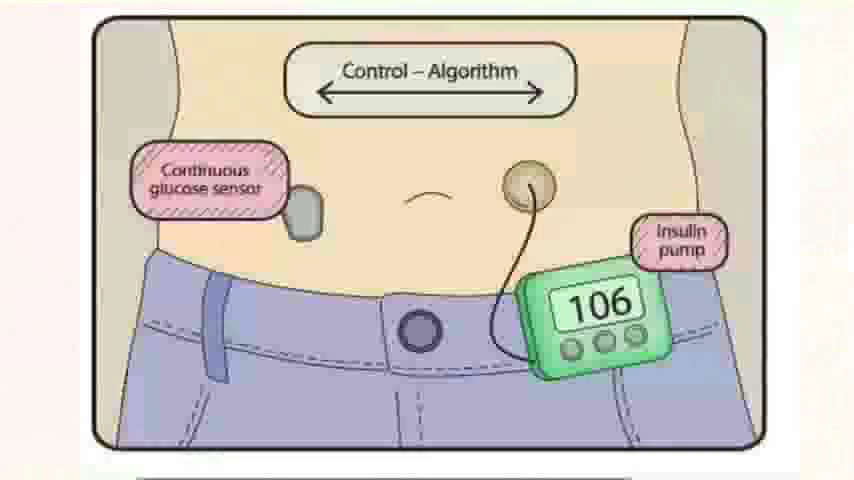 Control – Algorithm
Continuous
glucose sensor
Insulin
pump
106